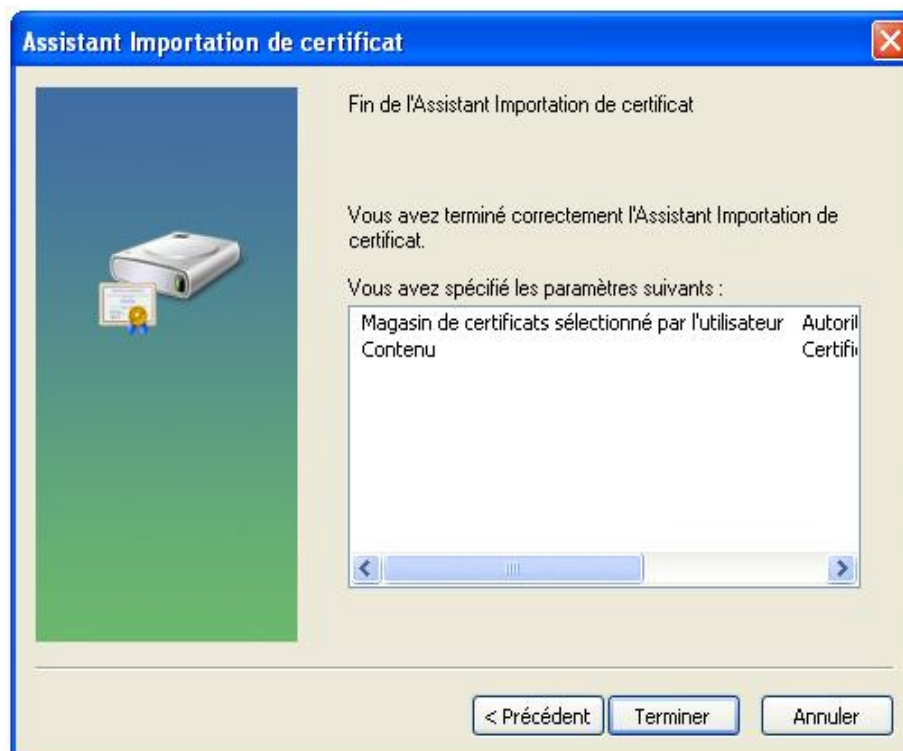 Assistant Importation de certificat
Fin de l'Assistant Importation de certificat
Vous avez terminé correctement l'Assistant Importation de
certificat.
Vous avez spécifié les paramètres suivants :
Magasin de certificats sélectionné par l'utilisateur
Contenu
< Précédent Terminer Annuler